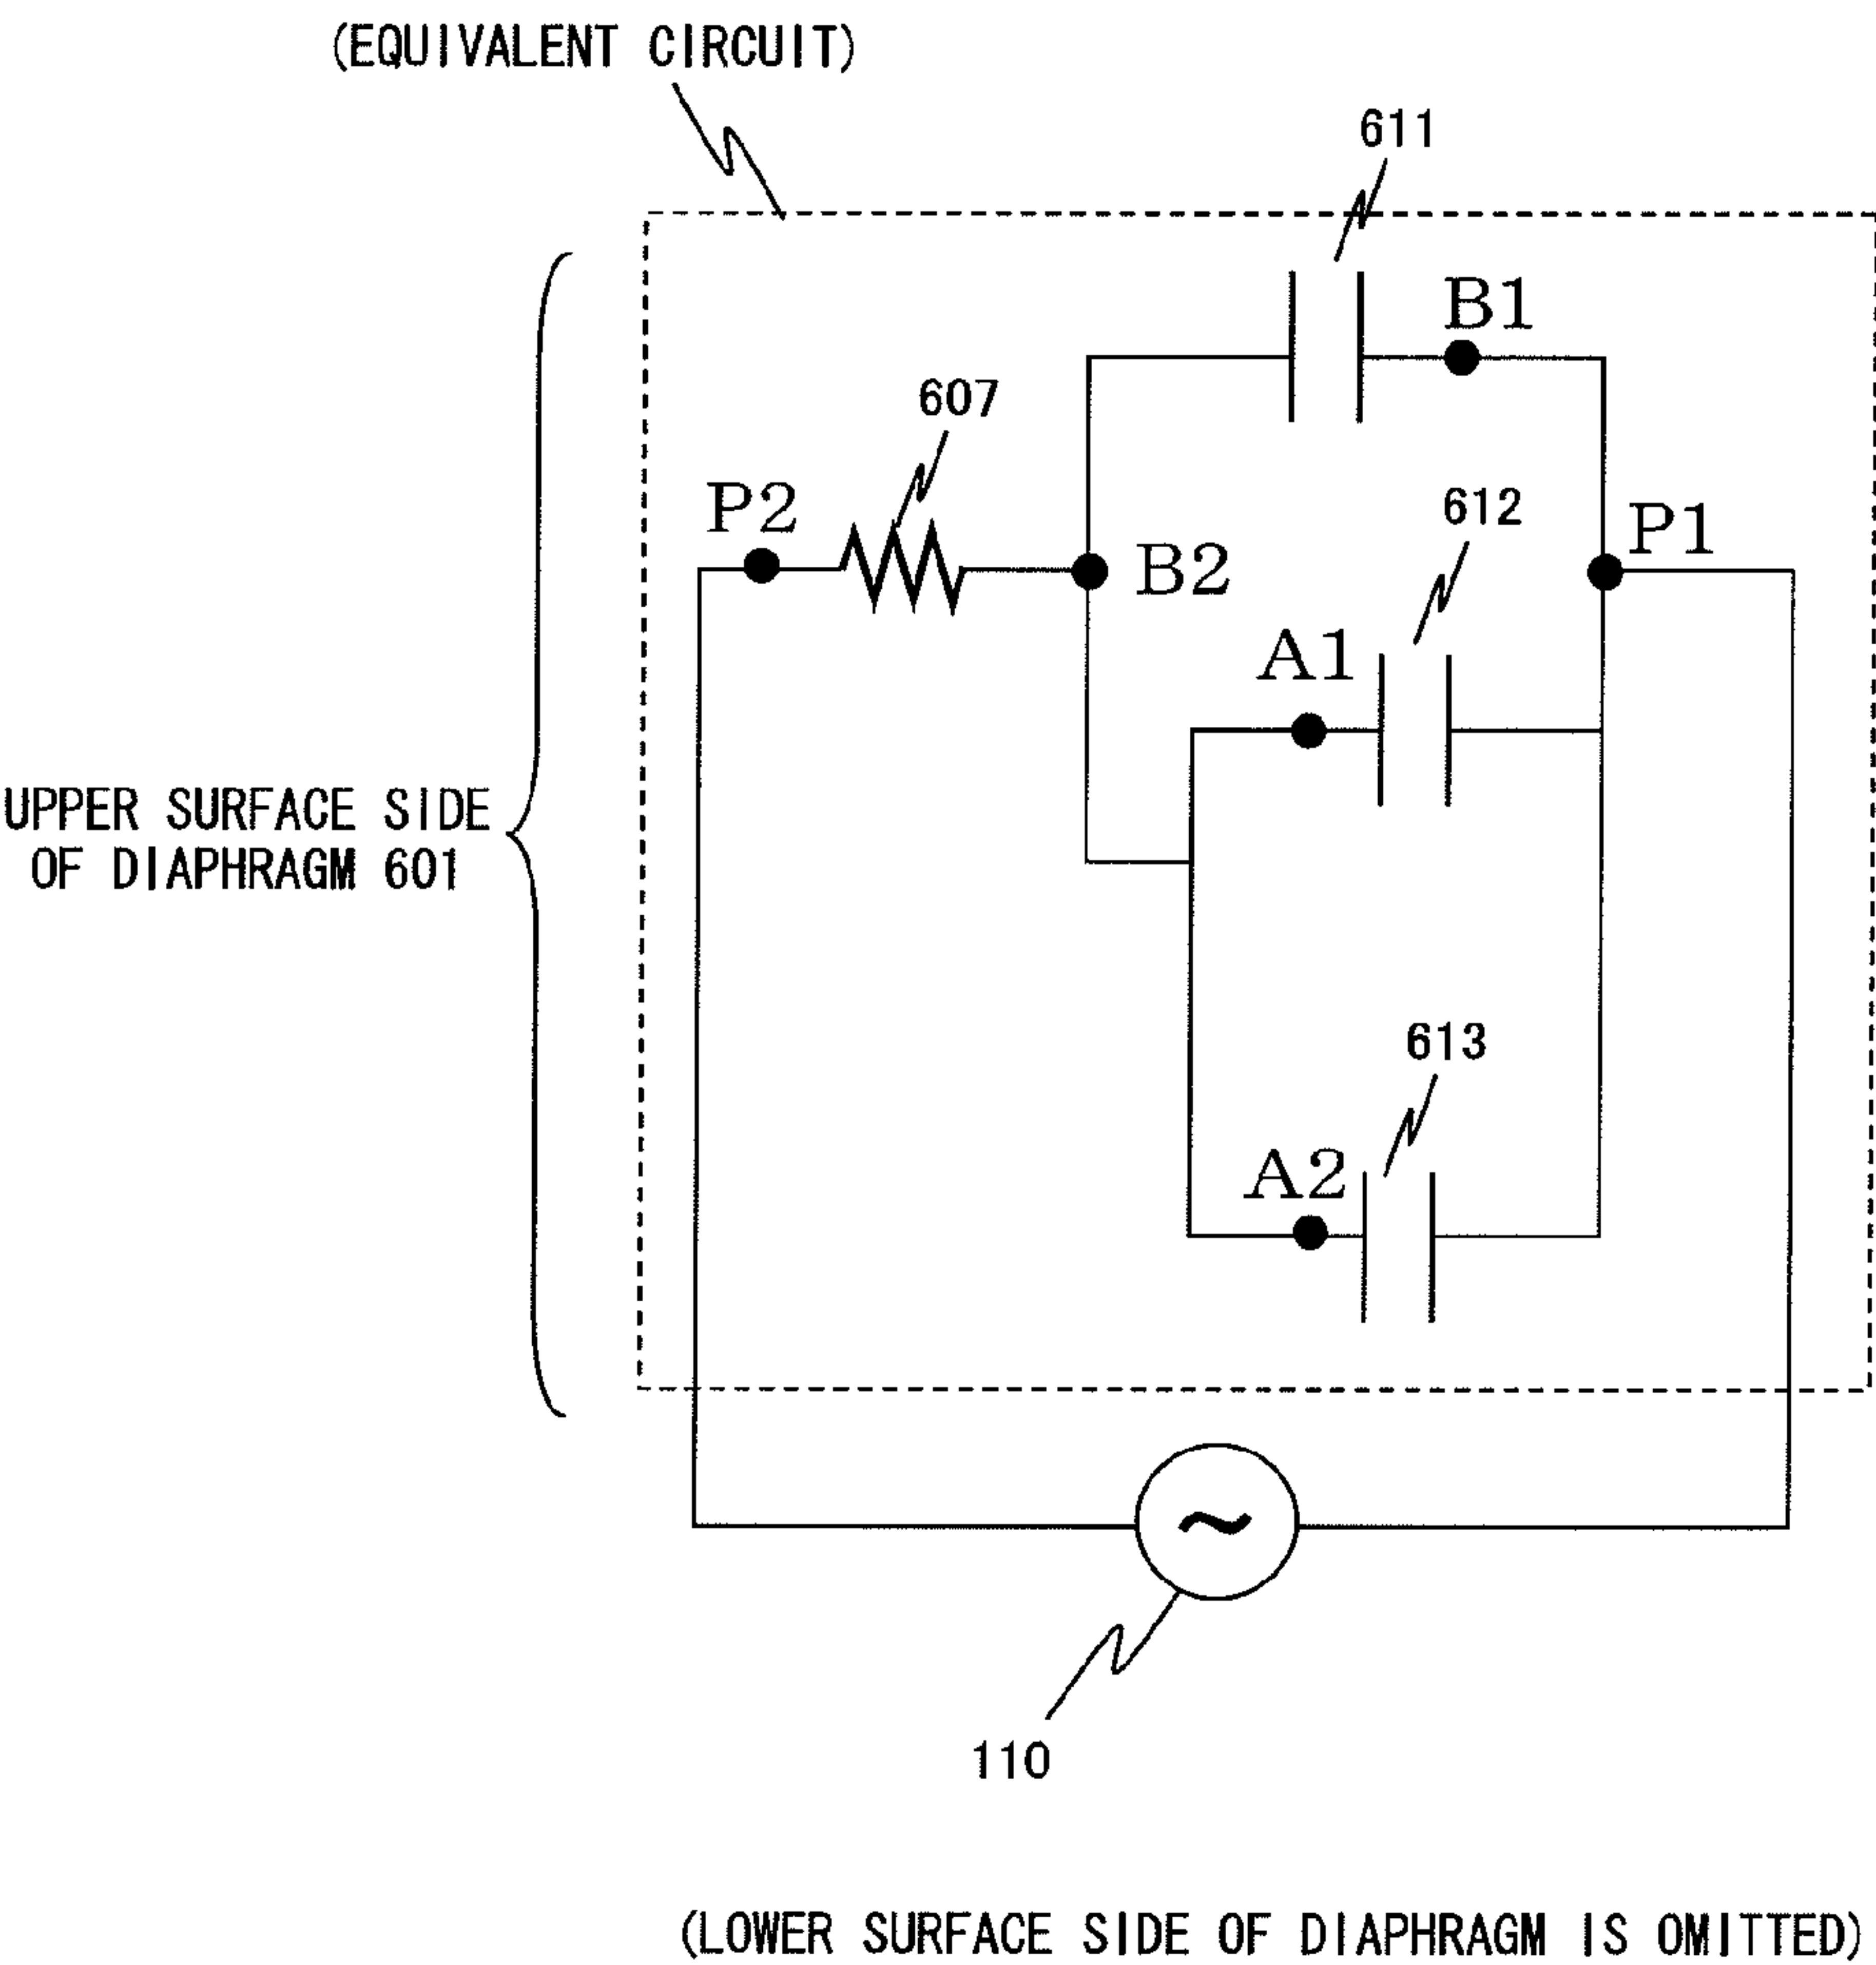 (EQUIVALENT CIRCUIT)
611
B1
607
P2
612
P1
B2
A1
UPPER SURFACE SIDE
OF DIAPHRAGM 601
613
A2
~
110
(LOWER SURFACE SIDE OF DIAPHRAGM IS OMITTED)